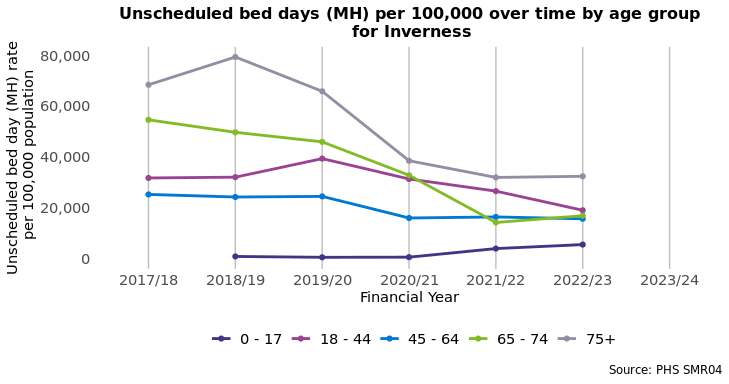 Unscheduled bed days (MH) per 100,000 over time by age group
for Inverness
Unscheduled bed day (MH) rate
per 100,000 population
80,000
60,000
40,000
20,000
0
2017/18 2018/19 2019/20 2020/21 2021/22 2022/23 2023/24
Financial Year
0 - 17 18 - 44 45 - 64 65 - 74 75+
Source: PHS SMR04